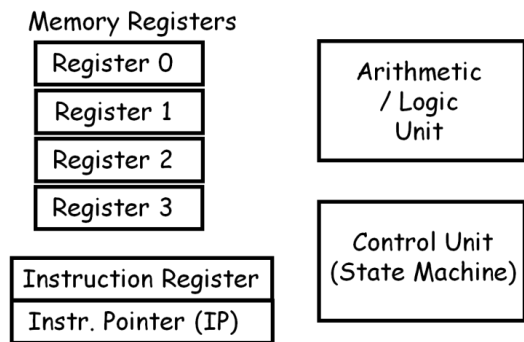 Memory Registers
Register 0
Register 1
Register 2
Register 3
Instruction Register
Instr. Pointer (IP)
Arithmetic
/ Logic
Unit
Control Unit
(State Machine)